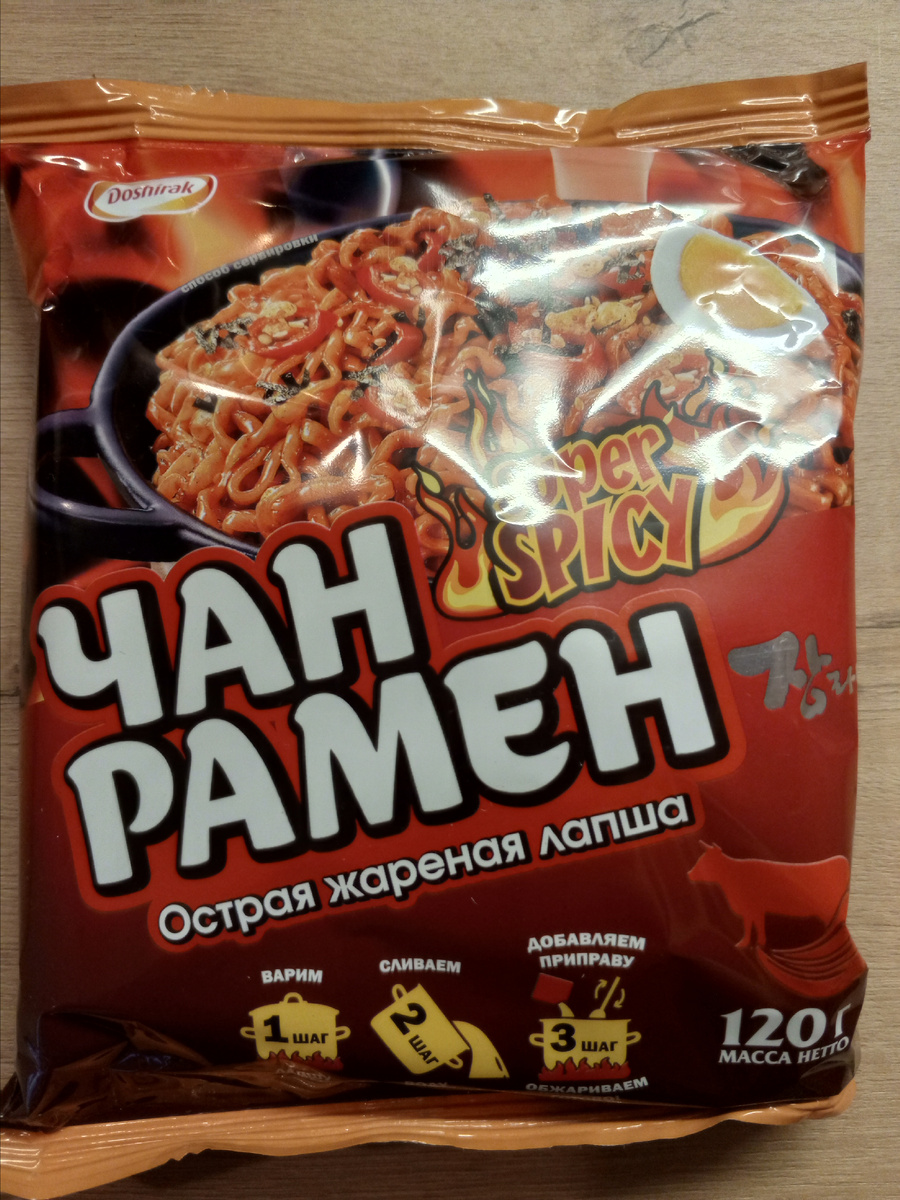 Doshirak
способ сервировки
Super
SPICY
ЧАН
РАМЕН
Острая жареная лапша
ВАРИМ
1 ШАГ
СЛИВАЕМ
2 ШАГ
ДОБАВЛЯЕМ
ПРИПРАВУ
3 ШАГ
ОБЖАРИВАЕМ
120 Г
МАССА НЕТТО